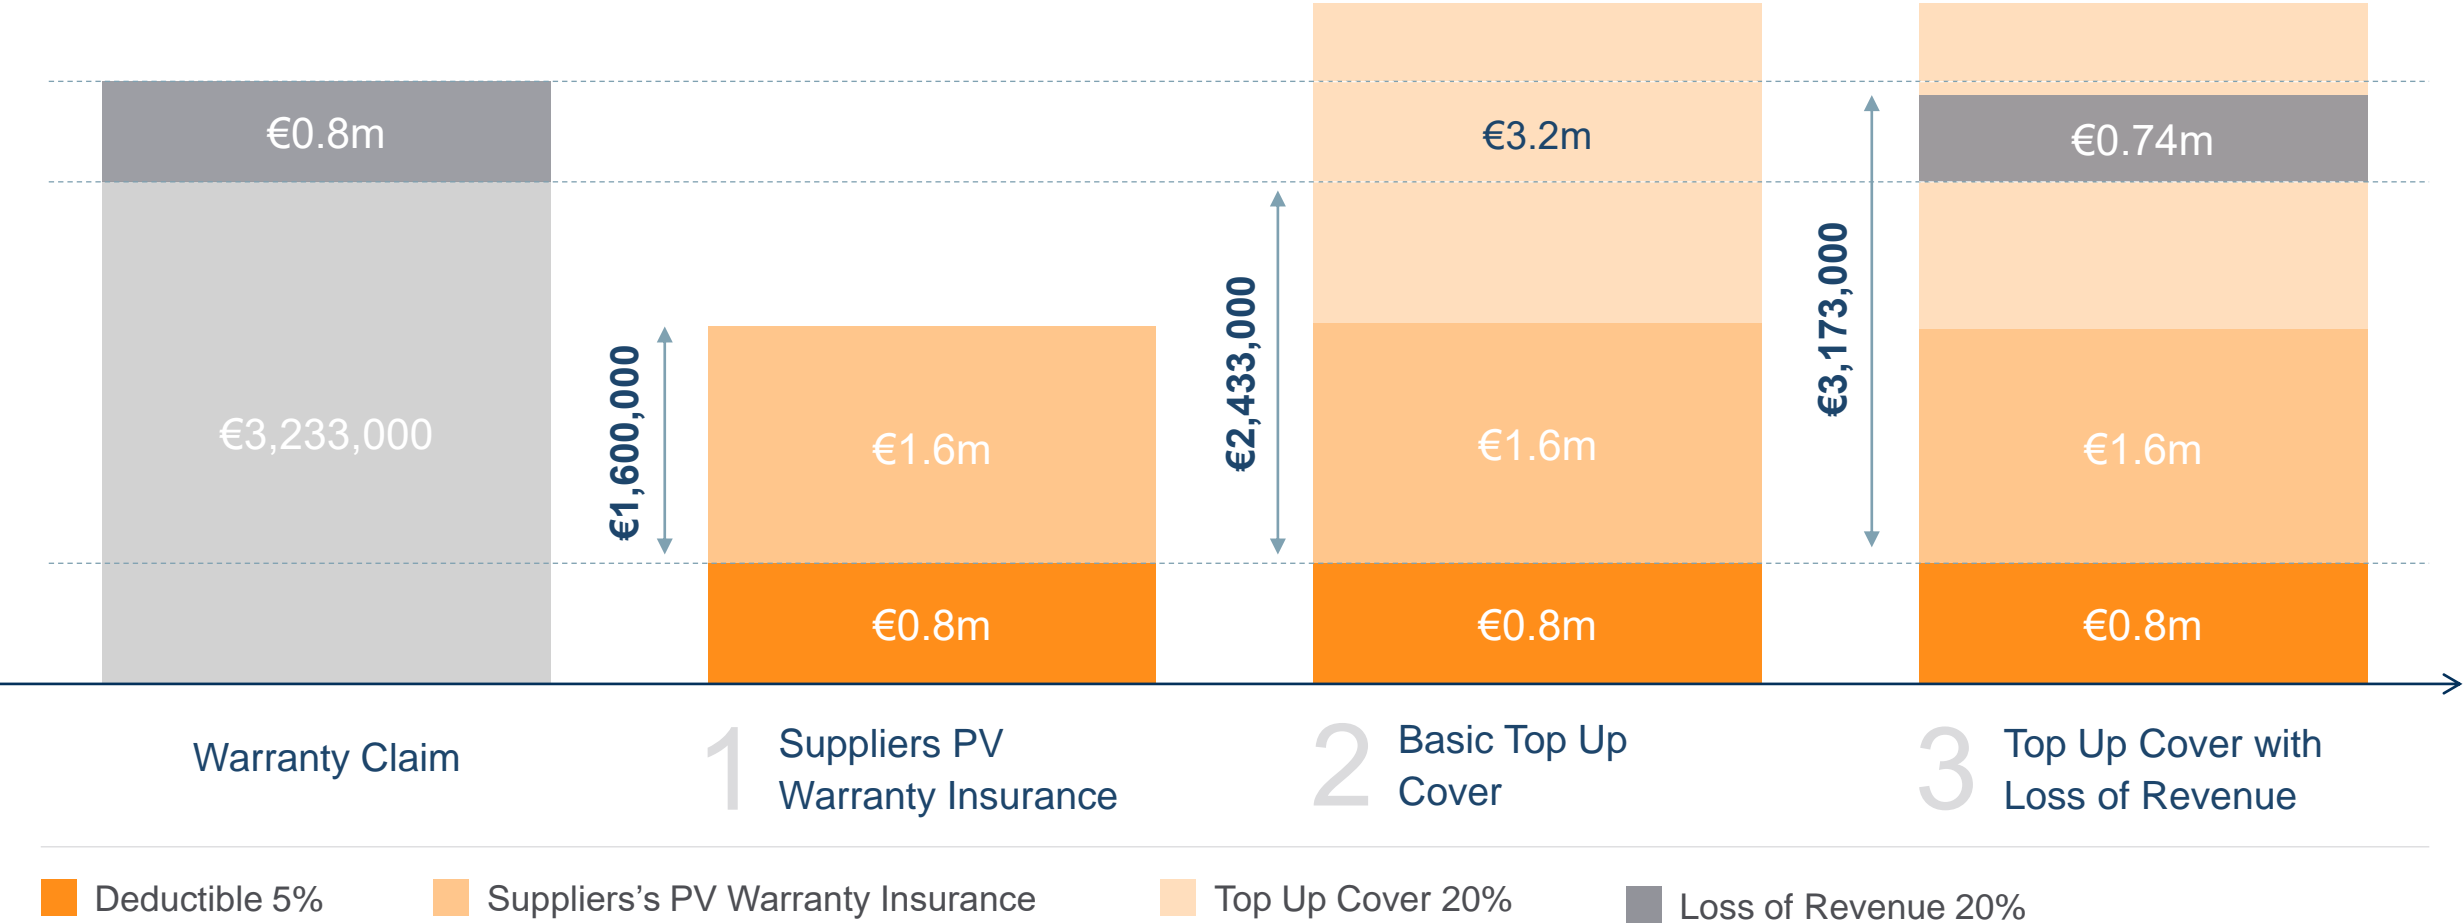 €0.8m
€3.2m
€0.74m
€3,233,000
€1,600,000
€1.6m
€2,433,000
€1.6m
€3,173,000
€1.6m
€0.8m
€0.8m
€0.8m
Warranty Claim
1
Suppliers PV
Warranty Insurance
2
Basic Top Up
Cover
3
Top Up Cover with
Loss of Revenue
Deductible 5%
Suppliers’s PV Warranty Insurance
Top Up Cover 20%
Loss of Revenue 20%